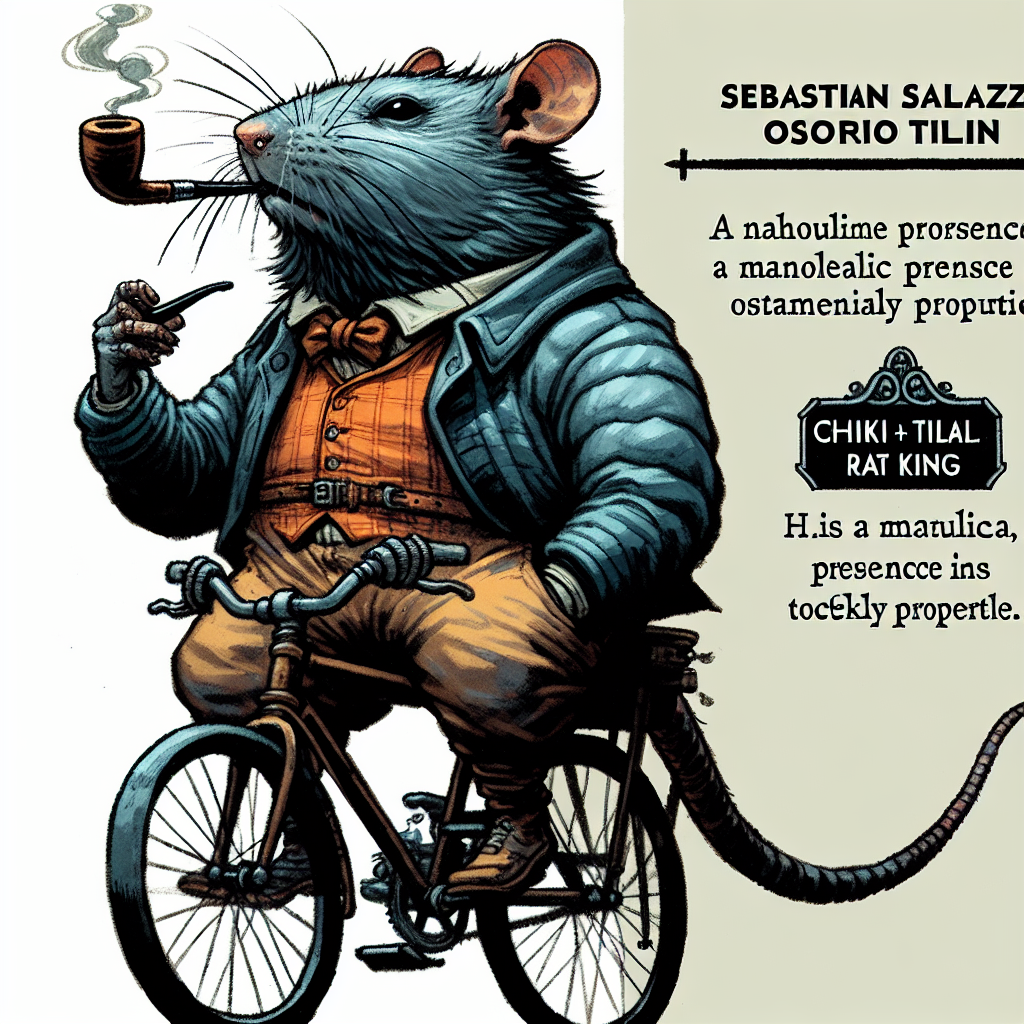 SEBASTIAN SALAZZ
OSORIO TILIN
A nahoulime prorsence
a manolealic prensce
ostamenialy proputic
CHIKI + TILAL
RAT KING
H.is a matulica,
presencce ins
tocEkly propertle.